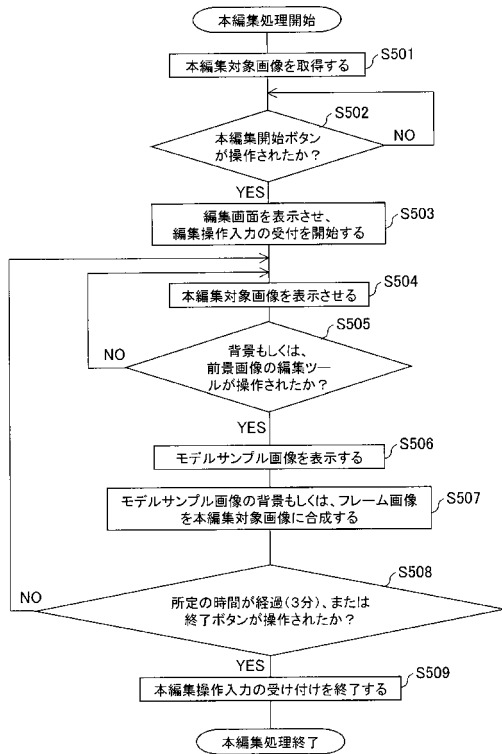 本編集処理開始
S501
本編集対象画像を取得する
S502
本編集開始ボタン
が操作されたか？
NO
YES
S503
編集画面を表示させ、
編集操作入力の受付を開始する
S504
本編集対象画像を表示させる
S505
背景もしくは、
前景画像の編集ツー
ルが操作されたか？
NO
YES
S506
モデルサンプル画像を表示する
S507
モデルサンプル画像の背景もしくは、フレーム画像
を本編集対象画像に合成する
S508
所定の時間が経過（3分）、または
終了ボタンが操作されたか？
NO
YES
S509
本編集操作入力の受け付けを終了する
本編集処理終了